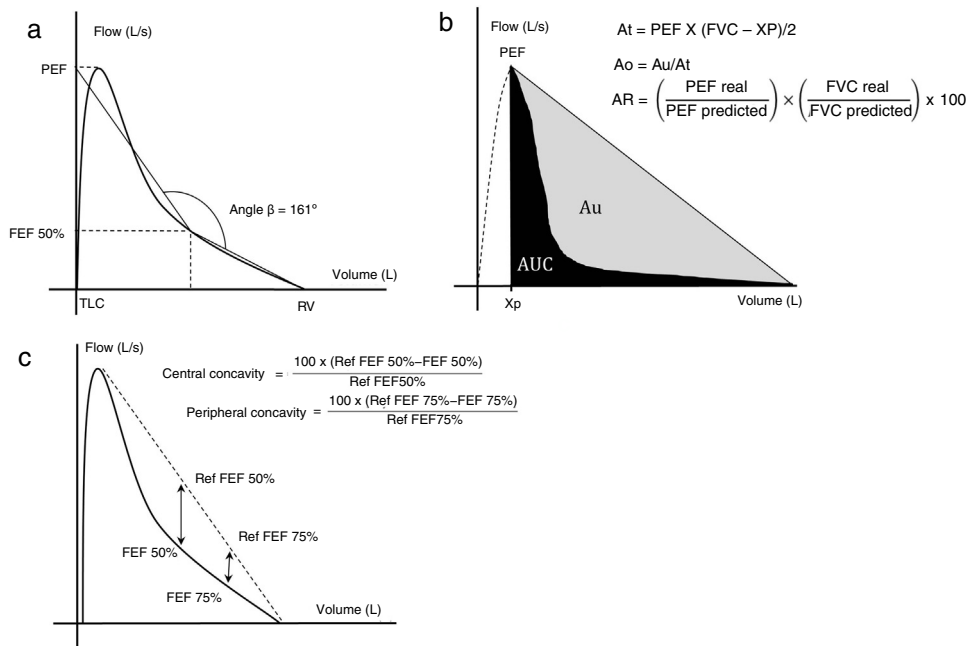 a
Flow (L/s)
PEF
Angle β = 161°
FEF 50%
Volume (L)
TLC
RV
b
Flow (L/s)
PEF
At = PEF X (FVC – XP)/2
Ao = Au/At
AR = (PEF real / PEF predicted) × (FVC real / FVC predicted) x 100
Au
AUC
Xp
Volume (L)
c
Flow (L/s)
Central concavity = 100 x (Ref FEF 50%–FEF 50%) / Ref FEF50%
Peripheral concavity = 100 x (Ref FEF 75%–FEF 75%) / Ref FEF75%
Ref FEF 50%
Ref FEF 75%
FEF 50%
FEF 75%
Volume (L)